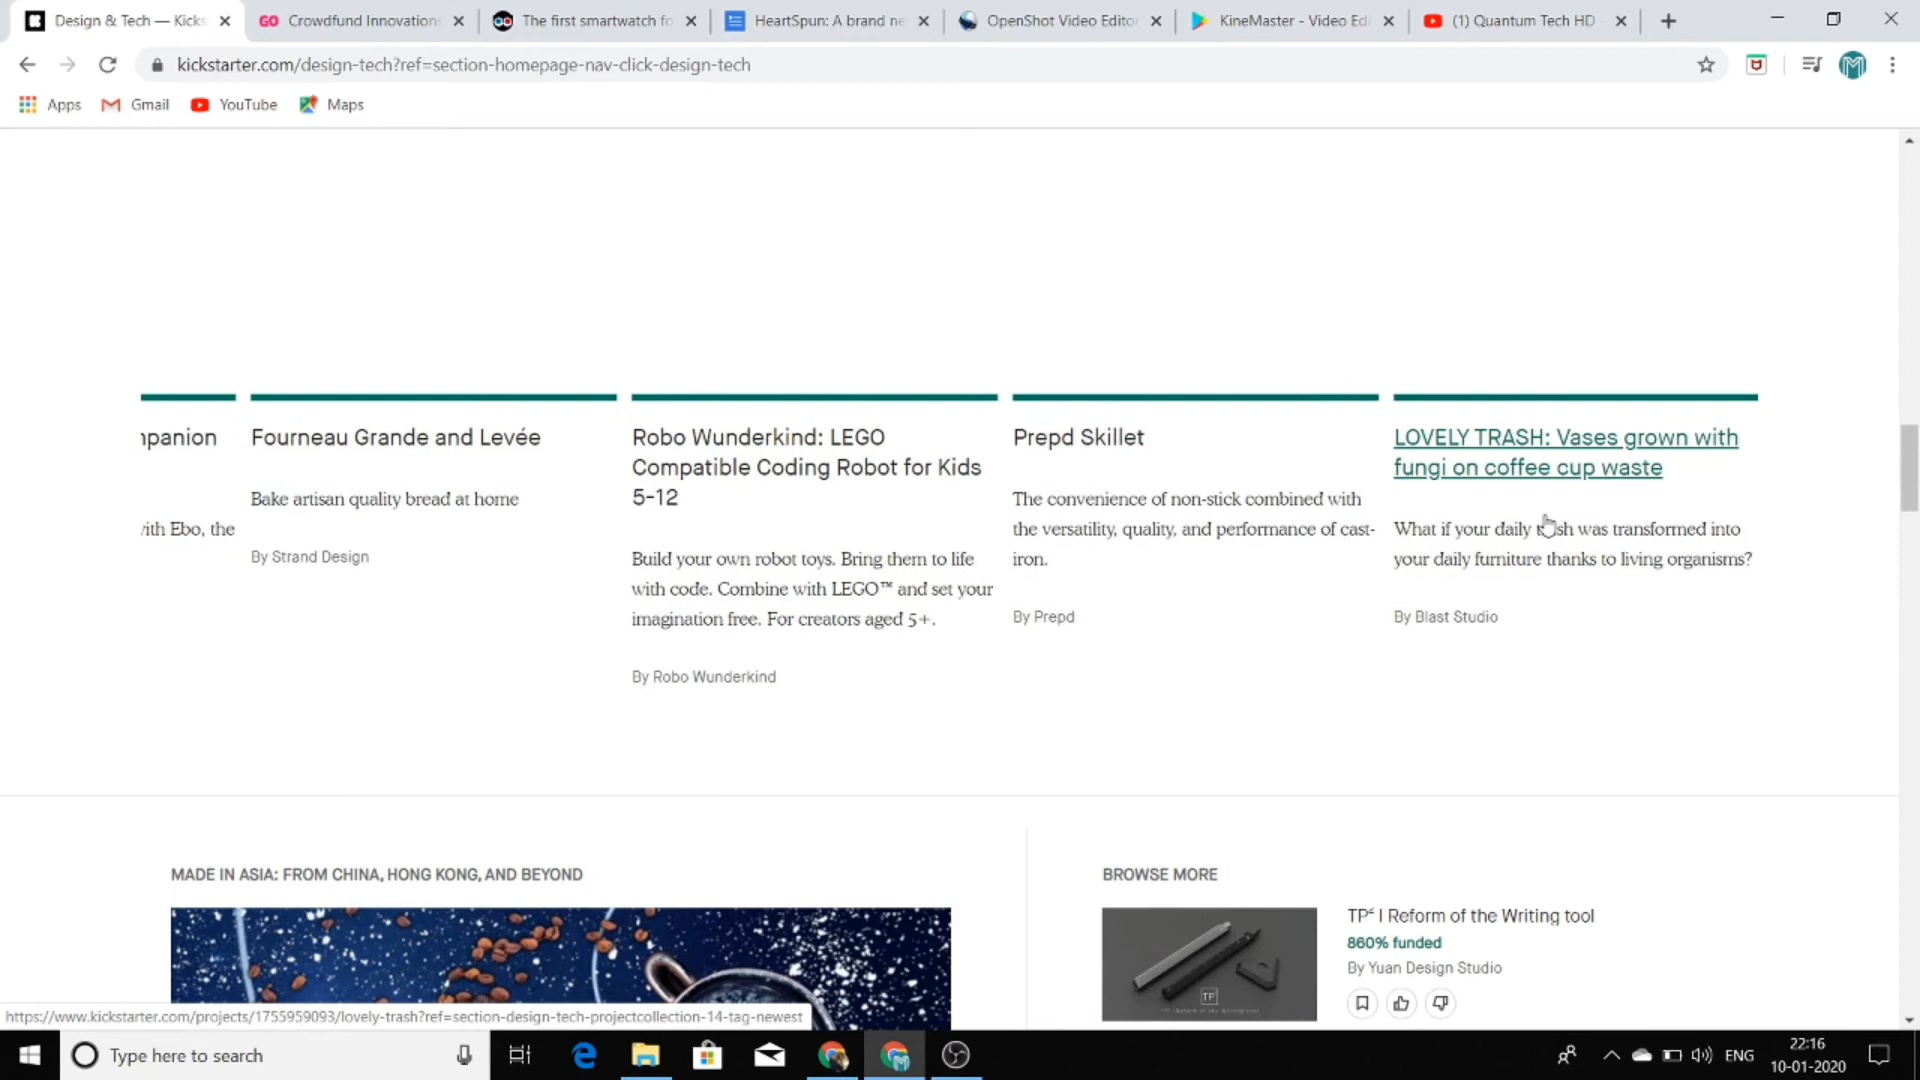 Design & Tech — Kicks
Crowdfund Innovations
The first smartwatch fo
HeartSpun: A brand ne
OpenShot Video Editor
KineMaster - Video Edi
(1) Quantum Tech HD -
kickstarter.com/design-tech?ref=section-homepage-nav-click-design-tech
Apps
Gmail
YouTube
Maps
npanion
vith Ebo, the
Fourneau Grande and Levée
Bake artisan quality bread at home
By Strand Design
Robo Wunderkind: LEGO
Compatible Coding Robot for Kids
5-12
Build your own robot toys. Bring them to life
with code. Combine with LEGO™ and set your
imagination free. For creators aged 5+.
By Robo Wunderkind
Prepd Skillet
The convenience of non-stick combined with
the versatility, quality, and performance of cast-
iron.
By Prepd
LOVELY TRASH: Vases grown with
fungi on coffee cup waste
What if your daily trash was transformed into
your daily furniture thanks to living organisms?
By Blast Studio
MADE IN ASIA: FROM CHINA, HONG KONG, AND BEYOND
BROWSE MORE
TP
TP² | Reform of the Writing tool
860% funded
By Yuan Design Studio
https://www.kickstarter.com/projects/1755959093/lovely-trash?ref=section-design-tech-projectcollection-14-tag-newest
Type here to search
ENG
22:16
10-01-2020